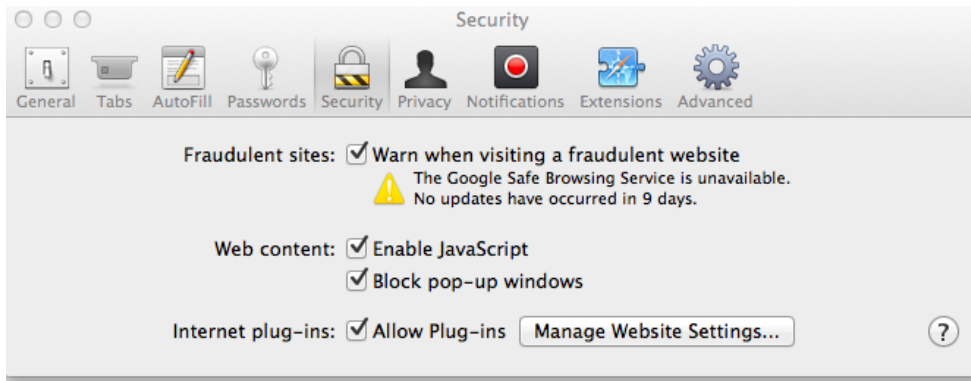 Security
General Tabs AutoFill Passwords Security Privacy Notifications Extensions Advanced
Fraudulent sites: Warn when visiting a fraudulent website
The Google Safe Browsing Service is unavailable.
No updates have occurred in 9 days.
Web content: Enable JavaScript
Block pop-up windows
Internet plug-ins: Allow Plug-ins Manage Website Settings... ?